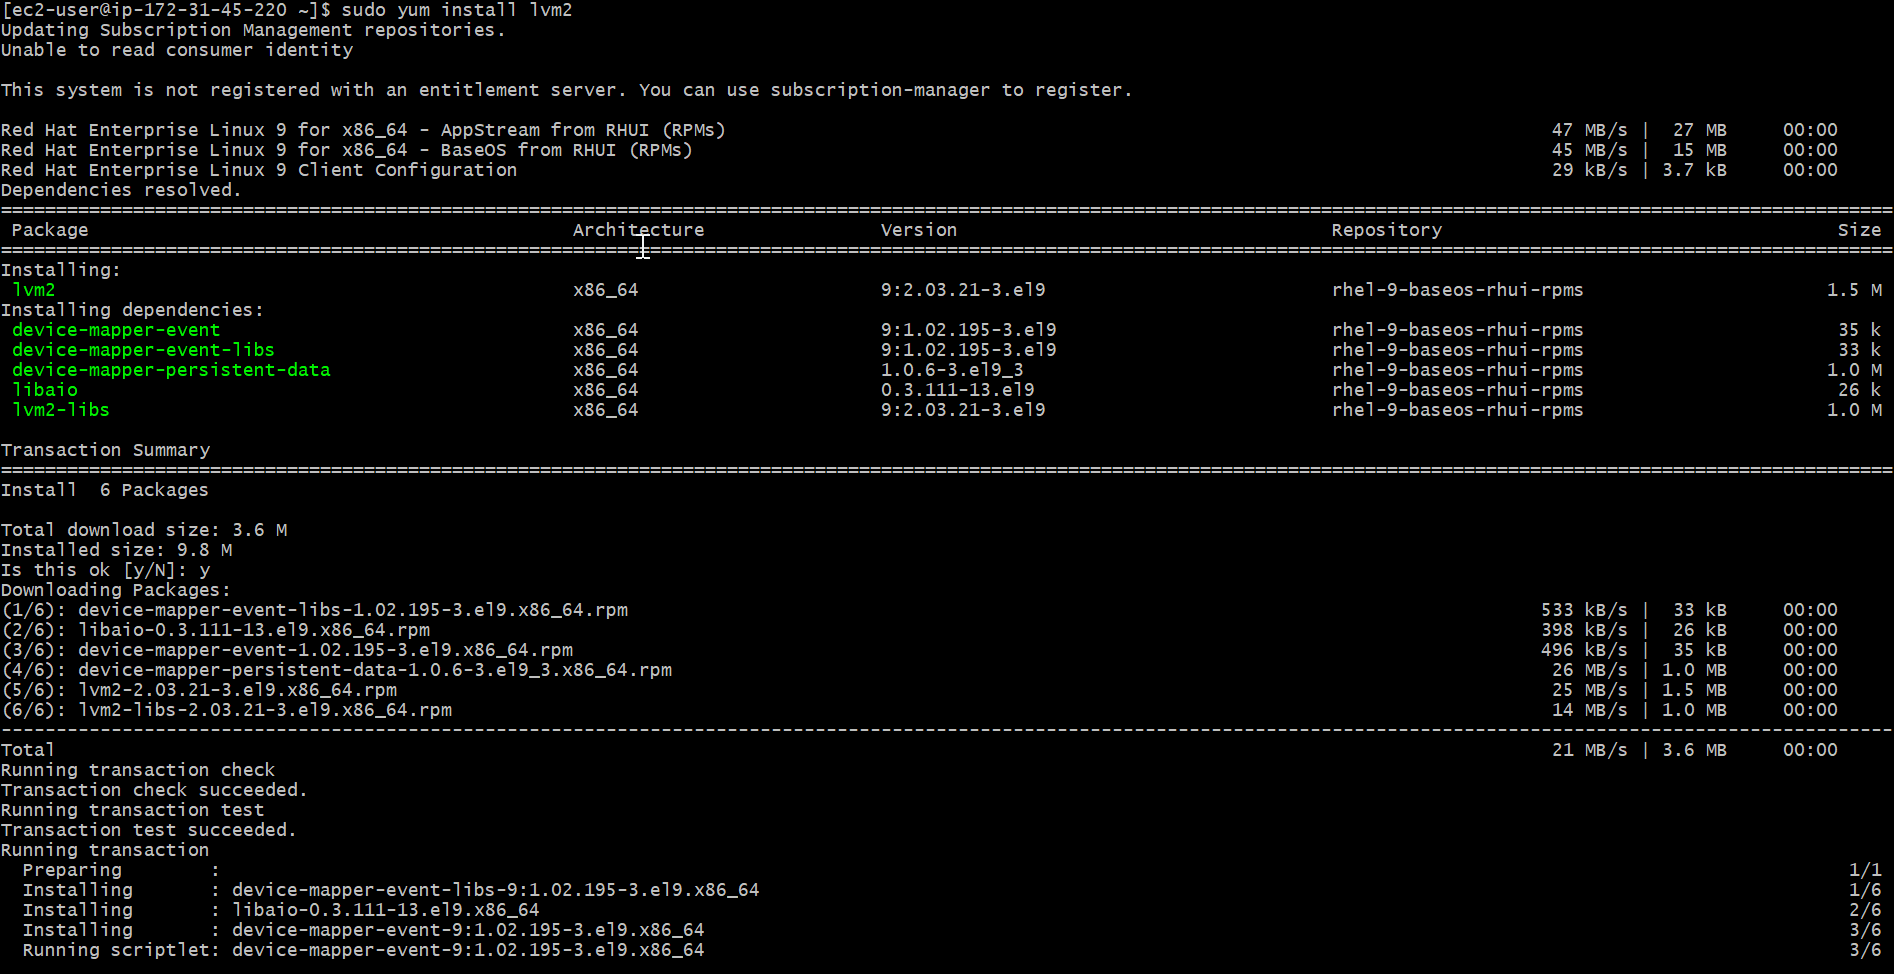 [ec2-user@ip-172-31-45-220 ~]$ sudo yum install lvm2
Updating Subscription Management repositories.
Unable to read consumer identity
This system is not registered with an entitlement server. You can use subscription-manager to register.
Red Hat Enterprise Linux 9 for x86_64 - AppStream from RHUI (RPMs) 47 MB/s | 27 MB 00:00
Red Hat Enterprise Linux 9 for x86_64 - BaseOS from RHUI (RPMs) 45 MB/s | 15 MB 00:00
Red Hat Enterprise Linux 9 Client Configuration 29 kB/s | 3.7 kB 00:00
Dependencies resolved.
Package Architecture Version Repository Size
Installing:
lvm2 x86_64 9:2.03.21-3.el9 rhel-9-baseos-rhui-rpms 1.5 M
Installing dependencies:
device-mapper-event x86_64 9:1.02.195-3.el9 rhel-9-baseos-rhui-rpms 35 k
device-mapper-event-libs x86_64 9:1.02.195-3.el9 rhel-9-baseos-rhui-rpms 33 k
device-mapper-persistent-data x86_64 1.0.6-3.el9_3 rhel-9-baseos-rhui-rpms 1.0 M
libaio x86_64 0.3.111-13.el9 rhel-9-baseos-rhui-rpms 26 k
lvm2-libs x86_64 9:2.03.21-3.el9 rhel-9-baseos-rhui-rpms 1.0 M
Transaction Summary
Install 6 Packages
Total download size: 3.6 M
Installed size: 9.8 M
Is this ok [y/N]: y
Downloading Packages:
(1/6): device-mapper-event-libs-1.02.195-3.el9.x86_64.rpm 533 kB/s | 33 kB 00:00
(2/6): libaio-0.3.111-13.el9.x86_64.rpm 398 kB/s | 26 kB 00:00
(3/6): device-mapper-event-1.02.195-3.el9.x86_64.rpm 496 kB/s | 35 kB 00:00
(4/6): device-mapper-persistent-data-1.0.6-3.el9_3.x86_64.rpm 26 MB/s | 1.0 MB 00:00
(5/6): lvm2-2.03.21-3.el9.x86_64.rpm 25 MB/s | 1.5 MB 00:00
(6/6): lvm2-libs-2.03.21-3.el9.x86_64.rpm 14 MB/s | 1.0 MB 00:00
Total 21 MB/s | 3.6 MB 00:00
Running transaction check
Transaction check succeeded.
Running transaction test
Transaction test succeeded.
Running transaction
Preparing : 1/1
Installing : device-mapper-event-libs-9:1.02.195-3.el9.x86_64 1/6
Installing : libaio-0.3.111-13.el9.x86_64 2/6
Installing : device-mapper-event-9:1.02.195-3.el9.x86_64 3/6
Running scriptlet: device-mapper-event-9:1.02.195-3.el9.x86_64 3/6